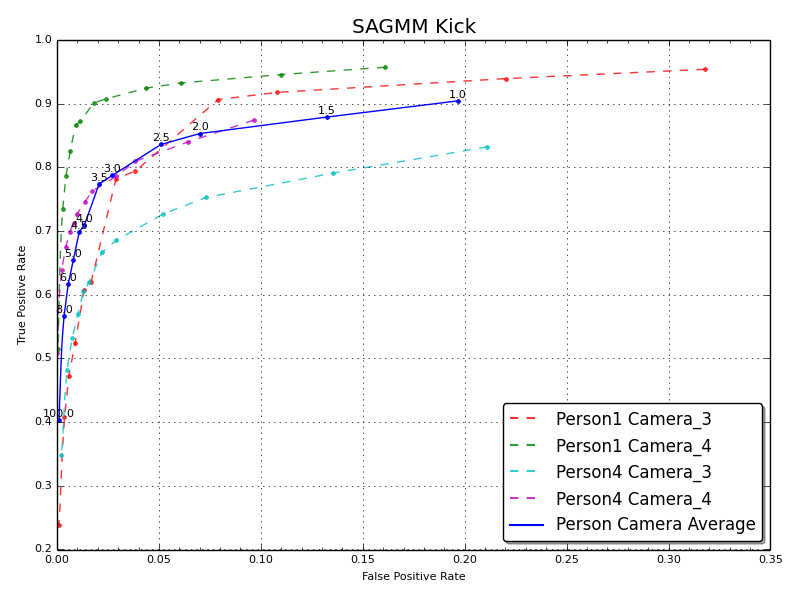 SAGMM Kick
1.0
0.9
0.8
0.7
0.6
0.5
0.4
0.3
0.2
True Positive Rate
1.0
1.5
2.0
2.5
3.0
3.5
4.0
4.5
5.0
6.0
8.0
100.0
Person1 Camera_3
Person1 Camera_4
Person4 Camera_3
Person4 Camera_4
Person Camera Average
0.00 0.05 0.10 0.15 0.20 0.25 0.30 0.35
False Positive Rate